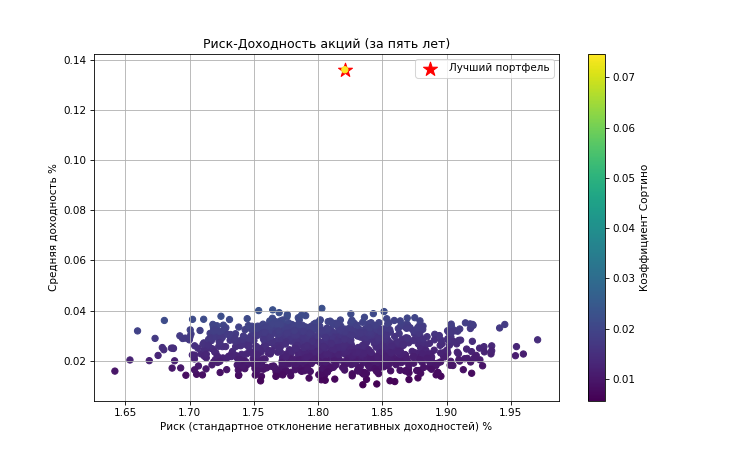 Риск-Доходность акций (за пять лет)
Лучший портфель
Средняя доходность %
0.14
0.12
0.10
0.08
0.06
0.04
0.02
1.65 1.70 1.75 1.80 1.85 1.90 1.95
Риск (стандартное отклонение негативных доходностей) %
0.07
0.06
0.05
0.04
0.03
0.02
0.01
Коэффициент Сортино